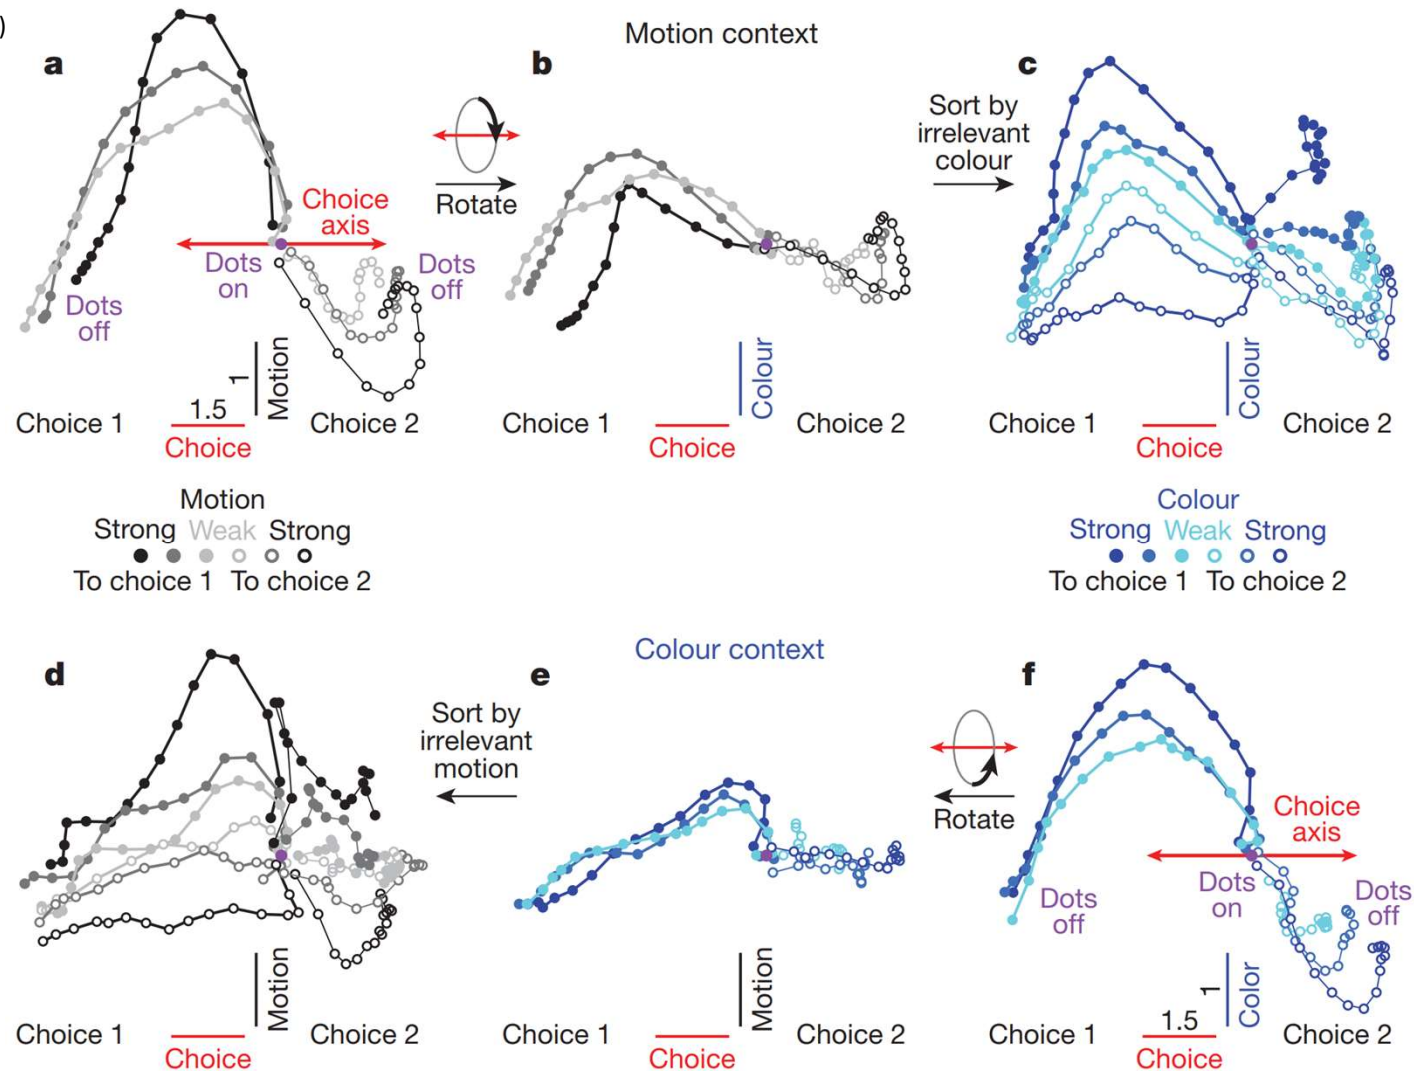 )
Motion context
a
b
c
Choice
axis
Dots
on
Dots
off
Dots
off
Rotate
Sort by
irrelevant
colour
1
Motion
1.5
Choice 1
Choice 2
Choice
Colour
Choice 1
Choice 2
Choice
Colour
Choice 1
Choice 2
Choice
Motion
Strong Weak Strong
To choice 1 To choice 2
Colour
Strong Weak Strong
To choice 1 To choice 2
Colour context
d
e
f
Sort by
irrelevant
motion
Rotate
Choice
axis
Dots
on
Dots
off
Dots
off
Motion
Choice 1
Choice 2
Choice
Motion
Choice 1
Choice 2
Choice
1
Color
1.5
Choice 1
Choice 2
Choice